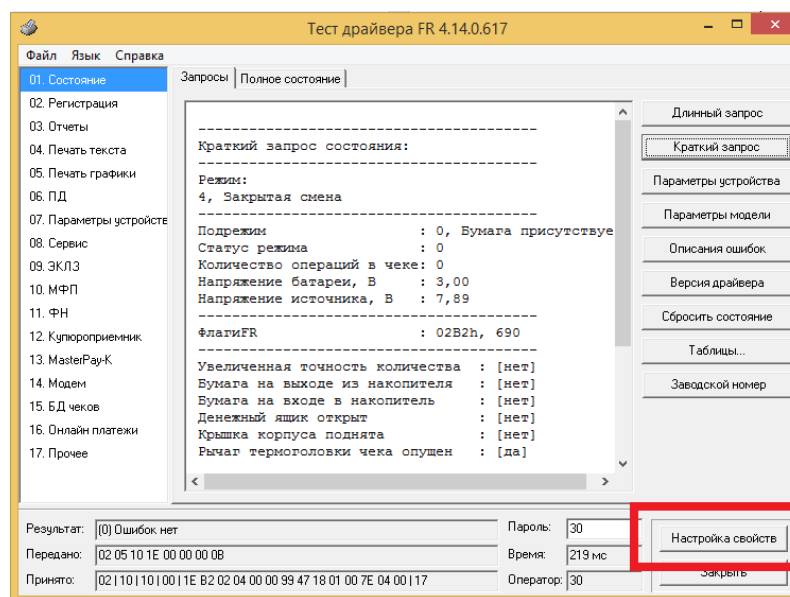 Тест драйвера FR 4.14.0.617
Файл Язык Справка
01. Состояние
02. Регистрация
03. Отчеты
04. Печать текста
05. Печать графики
06. ПД
07. Параметры устройств
08. Сервис
09. ЭКЛЗ
10. МФП
11. ФН
12. Купюроприемник
13. MasterPay-K
14. Модем
15. БД чеков
16. Онлайн платежи
17. Прочее
Запросы Полное состояние
Краткий запрос состояния:
Режим:
4, Закрытая смена
Подрежим : 0, Бумага присутствуе
Статус режима : 0
Количество операций в чеке: 0
Напряжение батареи, В : 3,00
Напряжение источника, В : 7,89
ФлагиFR : 02B2h, 690
Увеличенная точность количества : [нет]
Бумага на выходе из накопителя : [нет]
Бумага на входе в накопитель : [нет]
Денежный ящик открыт : [нет]
Крышка корпуса поднята : [нет]
Рычаг термоголовки чека опущен : [да]
Длинный запрос
Краткий запрос
Параметры устройства
Параметры модели
Описания ошибок
Версия драйвера
Сбросить состояние
Таблицы...
Заводской номер
Результат: (0) Ошибок нет
Передано: 02 05 10 1E 00 00 00 0B
Принято: 02 | 10 | 10 | 00 | 1E B2 02 04 00 00 99 47 18 01 00 7E 04 00 | 17
Пароль: 30
Время: 219 мс
Оператор: 30
Настройка свойств
Закрыть